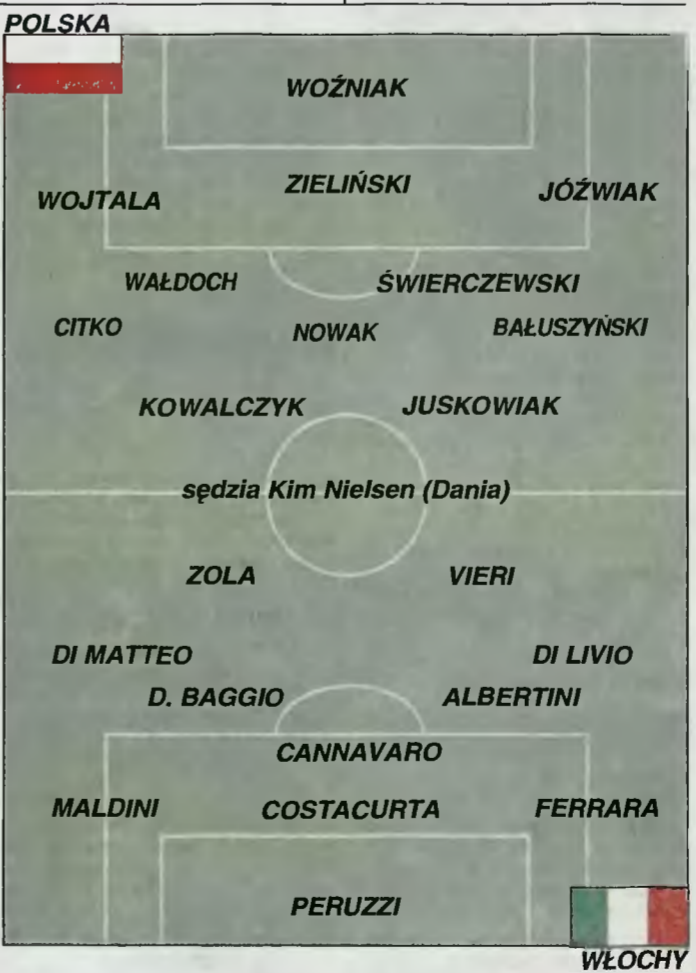 POLSKA
WOŹNIAK
WOJTALA ZIELIŃSKI JÓŹWIAK
WAŁDOCH ŚWIERCZEWSKI
CITKO NOWAK BAŁUSZYŃSKI
KOWALCZYK JUSKOWIAK
sędzia Kim Nielsen (Dania)
ZOLA VIERI
DI MATTEO DI LIVIO
D. BAGGIO ALBERTINI
CANNAVARO
MALDINI COSTACURTA FERRARA
PERUZZI
WŁOCHY